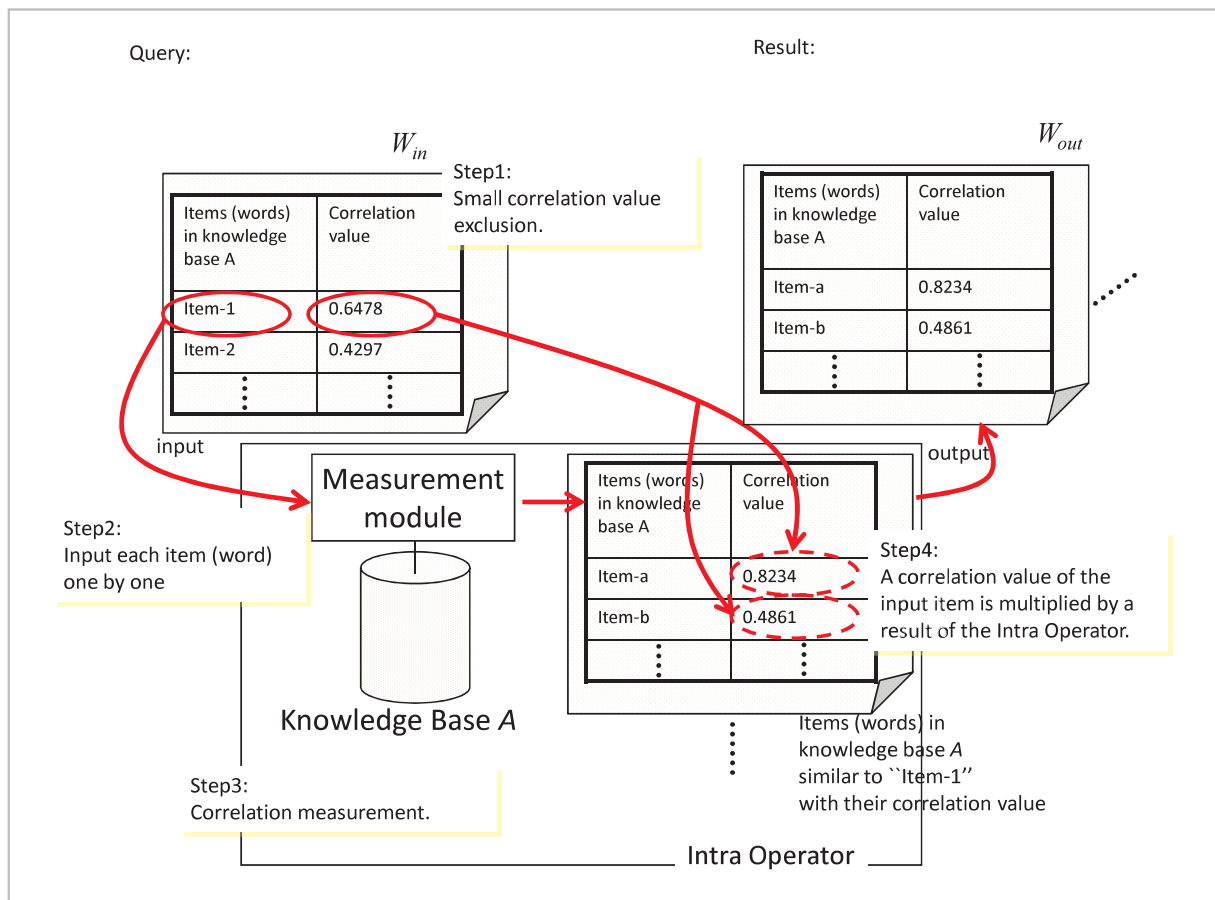 Query:
Result:
W_in
W_out
Step1:
Small correlation value
exclusion.
Items (words)
in knowledge
base A
Correlation
value
Item-1
0.6478
Item-2
0.4297
Items (words)
in knowledge
base A
Correlation
value
Item-a
0.8234
Item-b
0.4861
input
output
Measurement
module
Step2:
Input each item (word)
one by one
Items (words)
in knowledge
base A
Correlation
value
Item-a
0.8234
Item-b
0.4861
Step4:
A correlation value of the
input item is multiplied by a
result of the Intra Operator.
Knowledge Base A
Items (words) in
knowledge base A
similar to ``Item-1’’
with their correlation value
Step3:
Correlation measurement.
Intra Operator